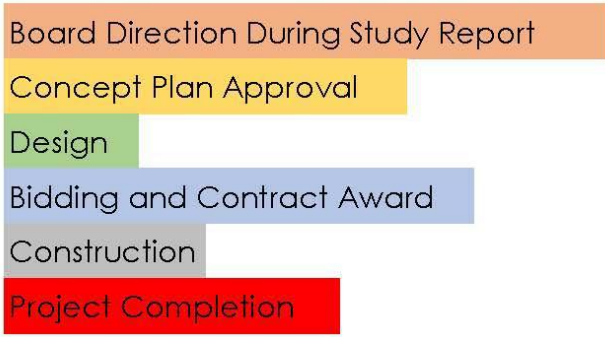 Board Direction During Study Report
Concept Plan Approval
Design
Bidding and Contract Award
Construction
Project Completion